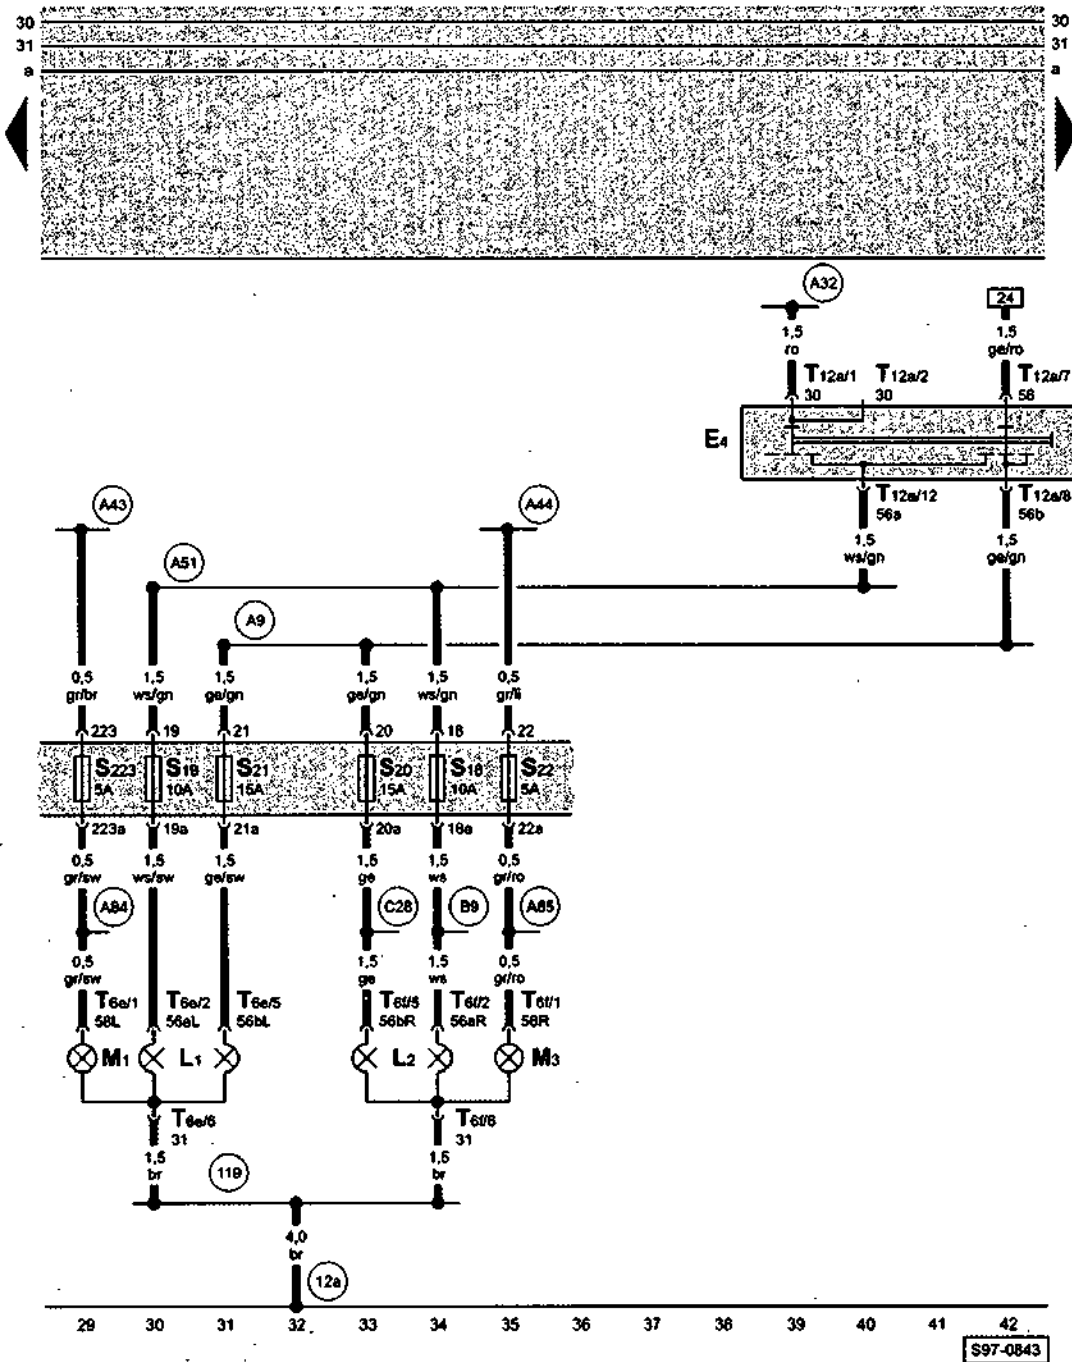 30 30
31 31
a a
A32
24
1,5 1,5
ro ge/ro
T12a/1 T12a/2 T12a/7
30 30 56
E4
A43 A44
T12a/12 T12a/8
56a 56b
1,5 1,5
ws/gn ge/gn
A51
A9
0,5 1,5 1,5 1,5 1,5 0,5
gr/br ws/gn ge/gn ge/gn ws/gn gr/li
223 19 21 20 18 22
S223 S19 S21 S20 S18 S22
5A 10A 15A 15A 10A 5A
223a 19a 21a 20a 18a 22a
0,5 1,5 1,5 1,5 1,5 0,5
gr/sw ws/sw ge/sw ge ws gr/ro
A84 C28 B9 A85
0,5 1,5 1,5 0,5
gr/sw ge ws gr/ro
T6e/1 T6e/2 T6e/5 T6f/5 T6f/2 T6f/1
58L 56aL 56bL 56bR 56aR 58R
M1 L1 L2 M3
T6e/6 T6f/6
31 31
1,5 1,5
br br
119
4,0
br
12a
29 30 31 32 33 34 35 36 37 38 39 40 41 42
S97-0843